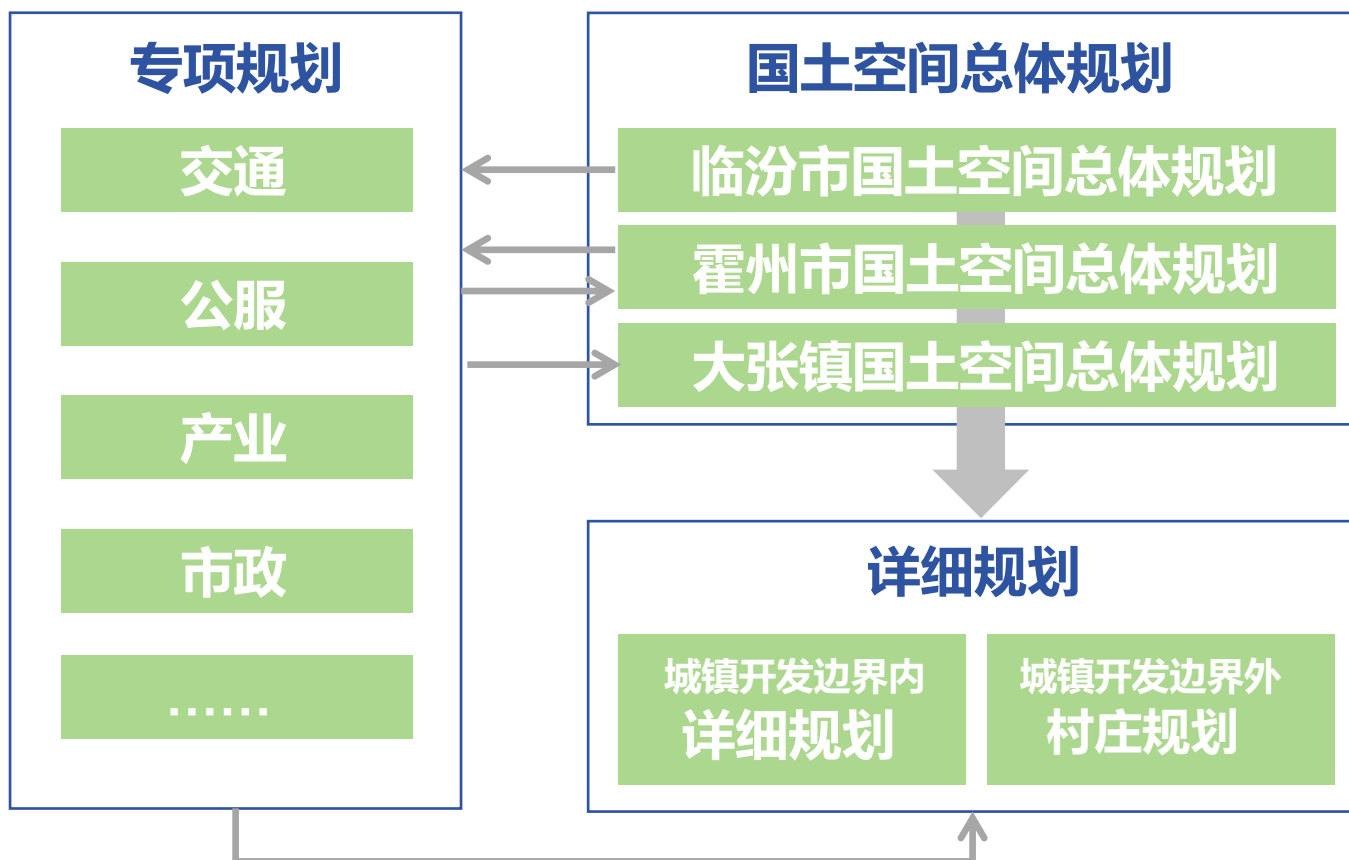 专项规划
交通
公服
产业
市政
......
国土空间总体规划
临汾市国土空间总体规划
霍州市国土空间总体规划
大张镇国土空间总体规划
详细规划
城镇开发边界内
详细规划
城镇开发边界外
村庄规划